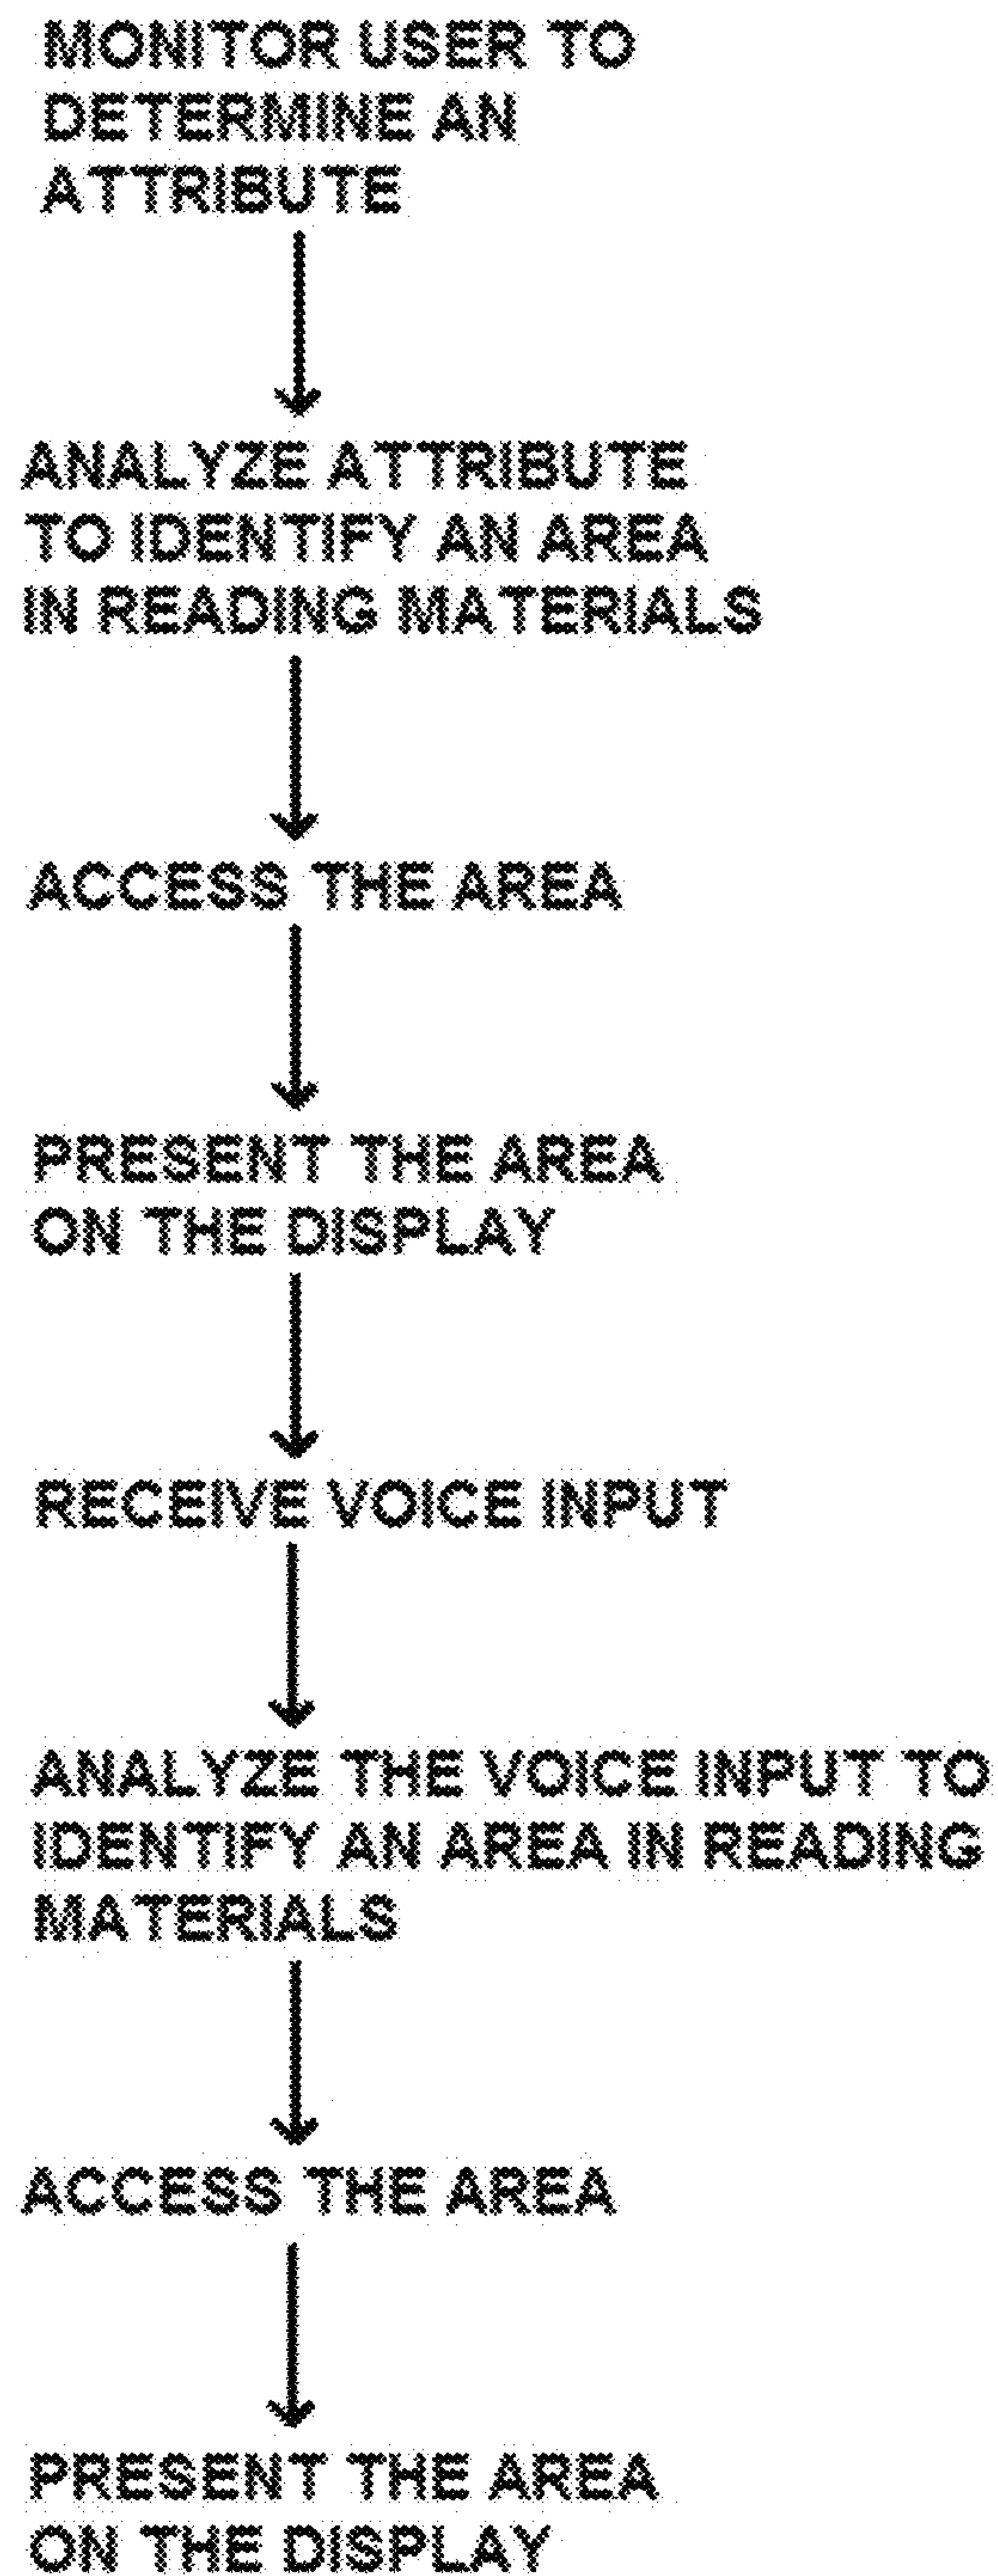 MONITOR USER TO
DETERMINE AN
ATTRIBUTE
ANALYZE ATTRIBUTE
TO IDENTIFY AN AREA
IN READING MATERIALS
ACCESS THE AREA
PRESENT THE AREA
ON THE DISPLAY
RECEIVE VOICE INPUT
ANALYZE THE VOICE INPUT TO
IDENTIFY AN AREA IN READING
MATERIALS
ACCESS THE AREA
PRESENT THE AREA
ON THE DISPLAY